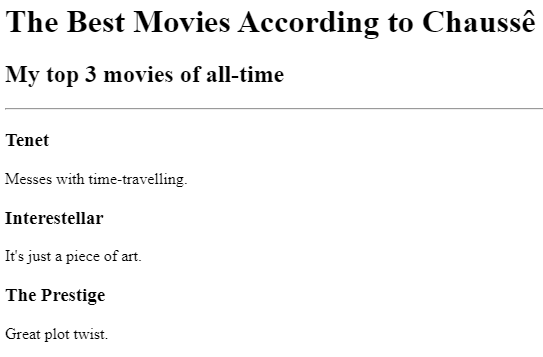 The Best Movies According to Chaussê
My top 3 movies of all-time
Tenet
Messes with time-travelling.
Interestellar
It's just a piece of art.
The Prestige
Great plot twist.